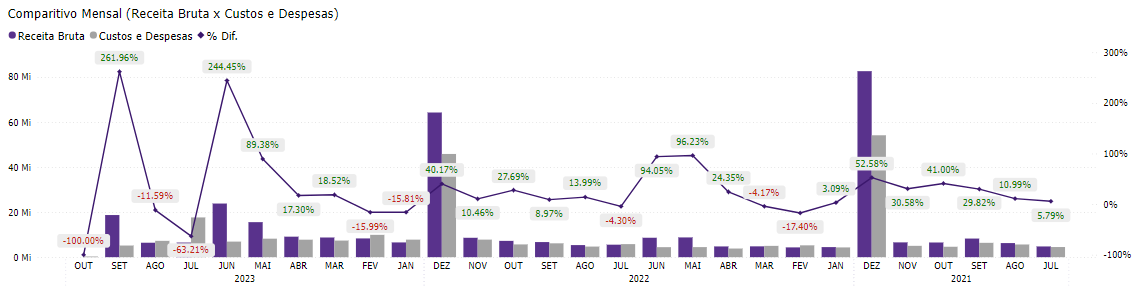 Comparitivo Mensal (Receita Bruta x Custos e Despesas)
Receita Bruta Custos e Despesas % Dif.
300%
80 Mi 60 Mi 40 Mi 20 Mi 0 Mi
200%
100%
0%
-100%
-100.00% 261.96% -11.59% -63.21% 244.45% 89.38% 17.30% 18.52% -15.99% -15.81% 40.17% 10.46% 27.69% 8.97% 13.99% -4.30% 94.05% 96.23% 24.35% -4.17% -17.40% 3.09% 52.58% 30.58% 41.00% 29.82% 10.99% 5.79%
OUT SET AGO JUL JUN MAI ABR MAR FEV JAN DEZ NOV OUT SET AGO JUL JUN MAI ABR MAR FEV JAN DEZ NOV OUT SET AGO JUL
2023 2022 2021